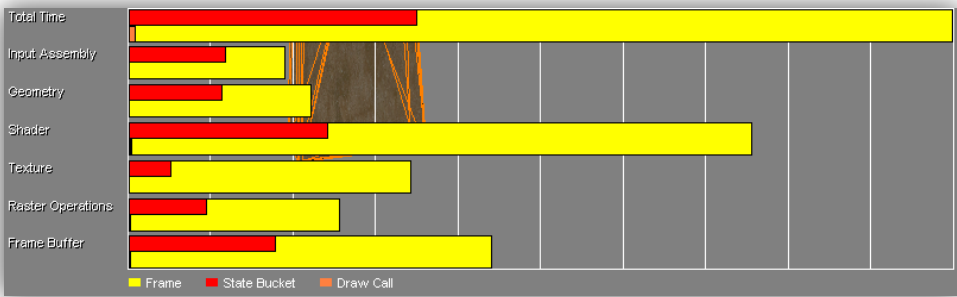 Total Time
Input Assembly
Geometry
Shader
Texture
Raster Operations
Frame Buffer
Frame State Bucket Draw Call